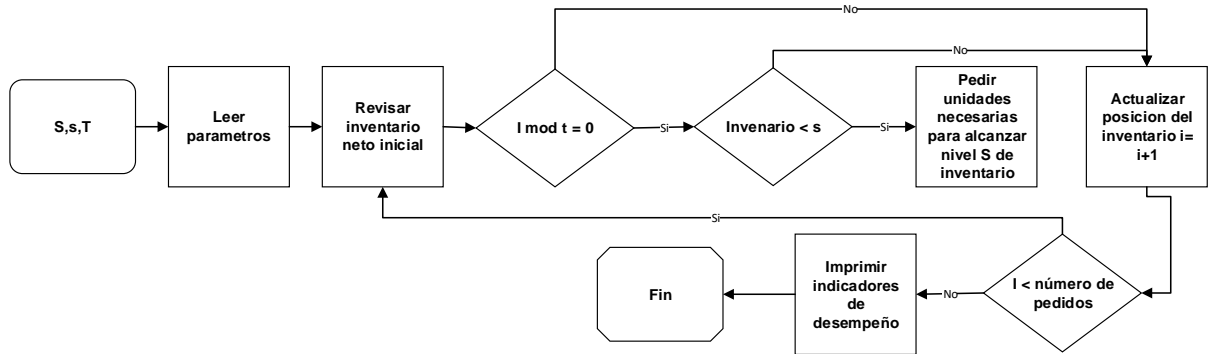 No
No
S,s,T
Leer
parametros
Revisar
inventario
neto inicial
I mod t = 0
Si
Invenario < s
Si
Pedir
unidades
necesarias
para alcanzar
nivel S de
inventario
Actualizar
posicion del
inventario i=
i+1
Si
Fin
Imprimir
indicadores
de
desempeño
No
I < número de
pedidos